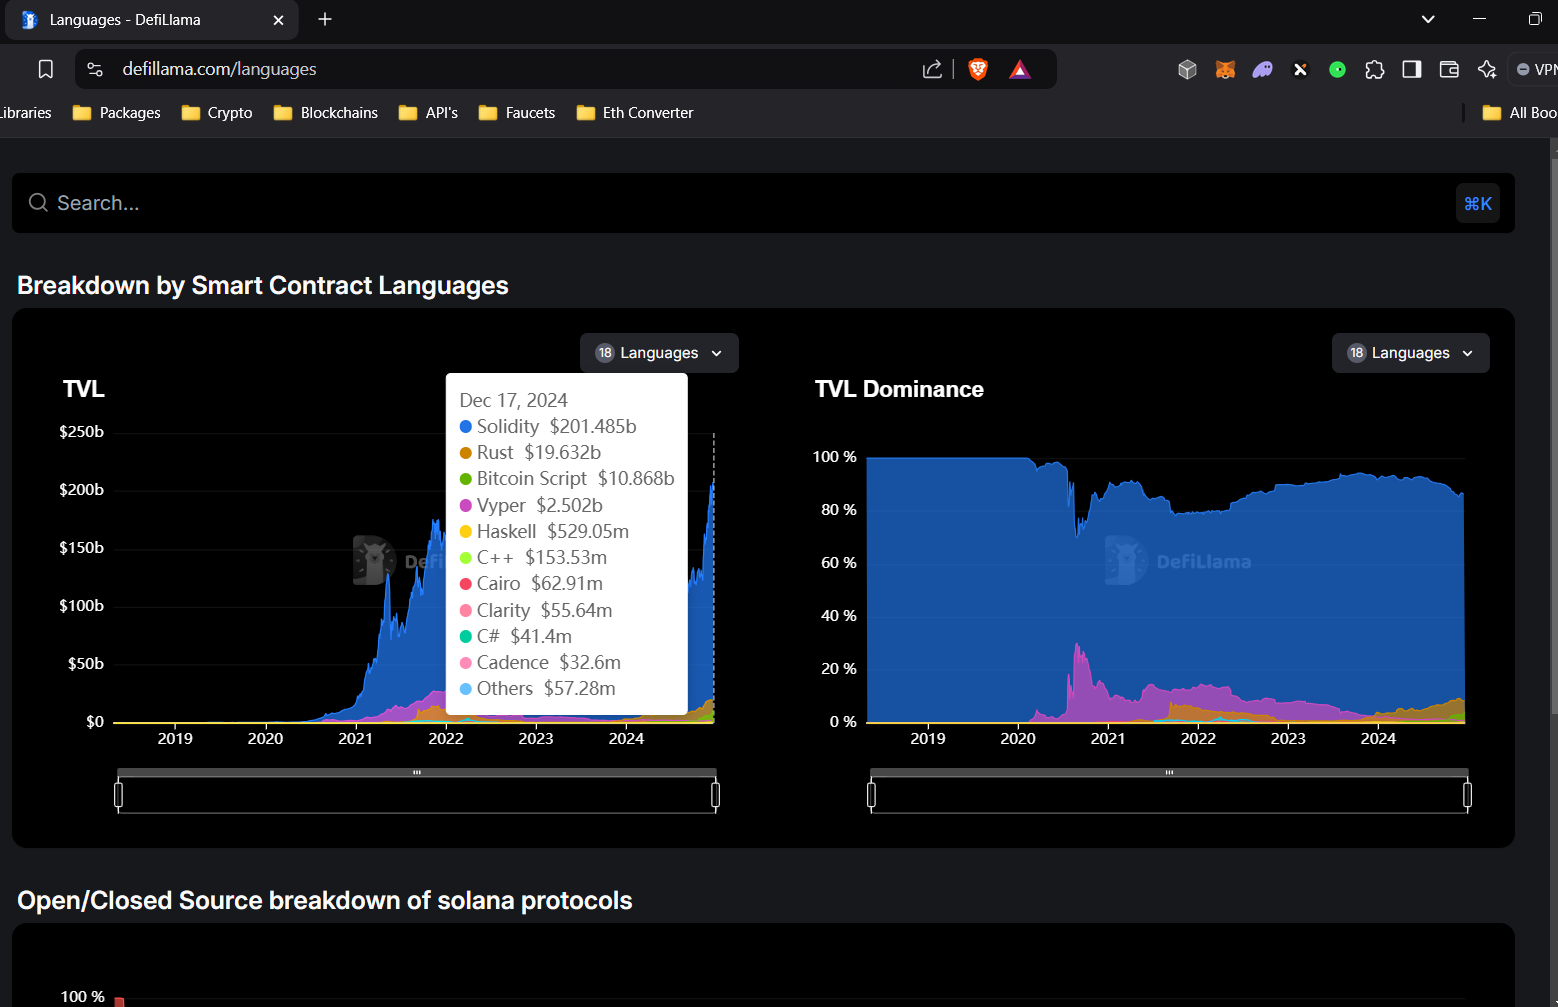 Languages - DefiLlama
defillama.com/languages
VPN
ibraries
Packages
Crypto
Blockchains
API's
Faucets
Eth Converter
All Boo
Search...
⌘K
Breakdown by Smart Contract Languages
18 Languages
18 Languages
TVL
TVL Dominance
Dec 17, 2024
Solidity $201.485b
Rust $19.632b
Bitcoin Script $10.868b
Vyper $2.502b
Haskell $529.05m
C++ $153.53m
Cairo $62.91m
Clarity $55.64m
C# $41.4m
Cadence $32.6m
Others $57.28m
$250b
$200b
$150b
$100b
$50b
$0
Defi
2019 2020 2021 2022 2023 2024
100 %
80 %
60 %
40 %
20 %
0 %
DefiLlama
2019 2020 2021 2022 2023 2024
Open/Closed Source breakdown of solana protocols
100 %